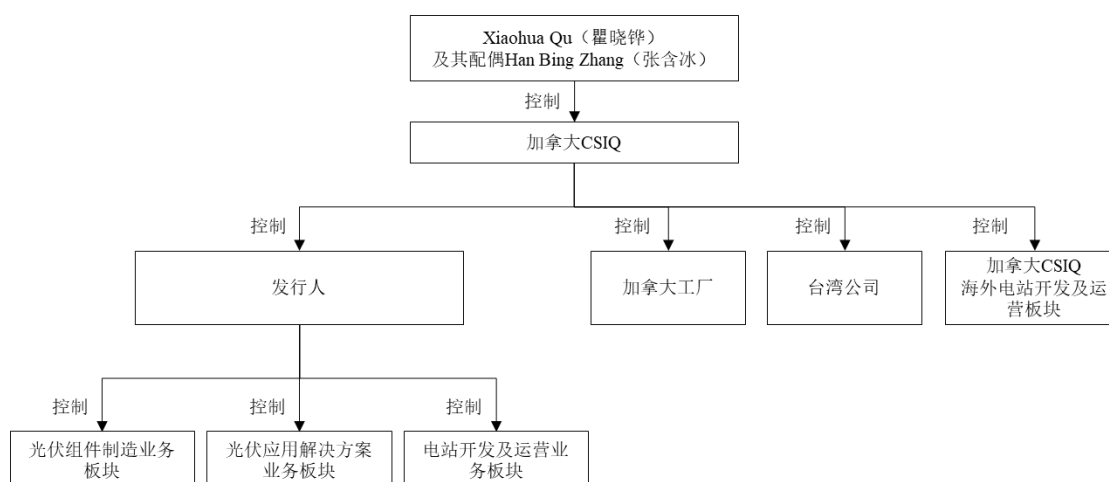 Xiaohua Qu（瞿晓铧）
及其配偶Han Bing Zhang（张含冰）
控制
加拿大CSIQ
控制
控制
控制
控制
发行人
加拿大工厂
台湾公司
加拿大CSIQ
海外电站开发及运
营板块
控制
控制
控制
光伏组件制造业务
板块
光伏应用解决方案
业务板块
电站开发及运营业
务板块